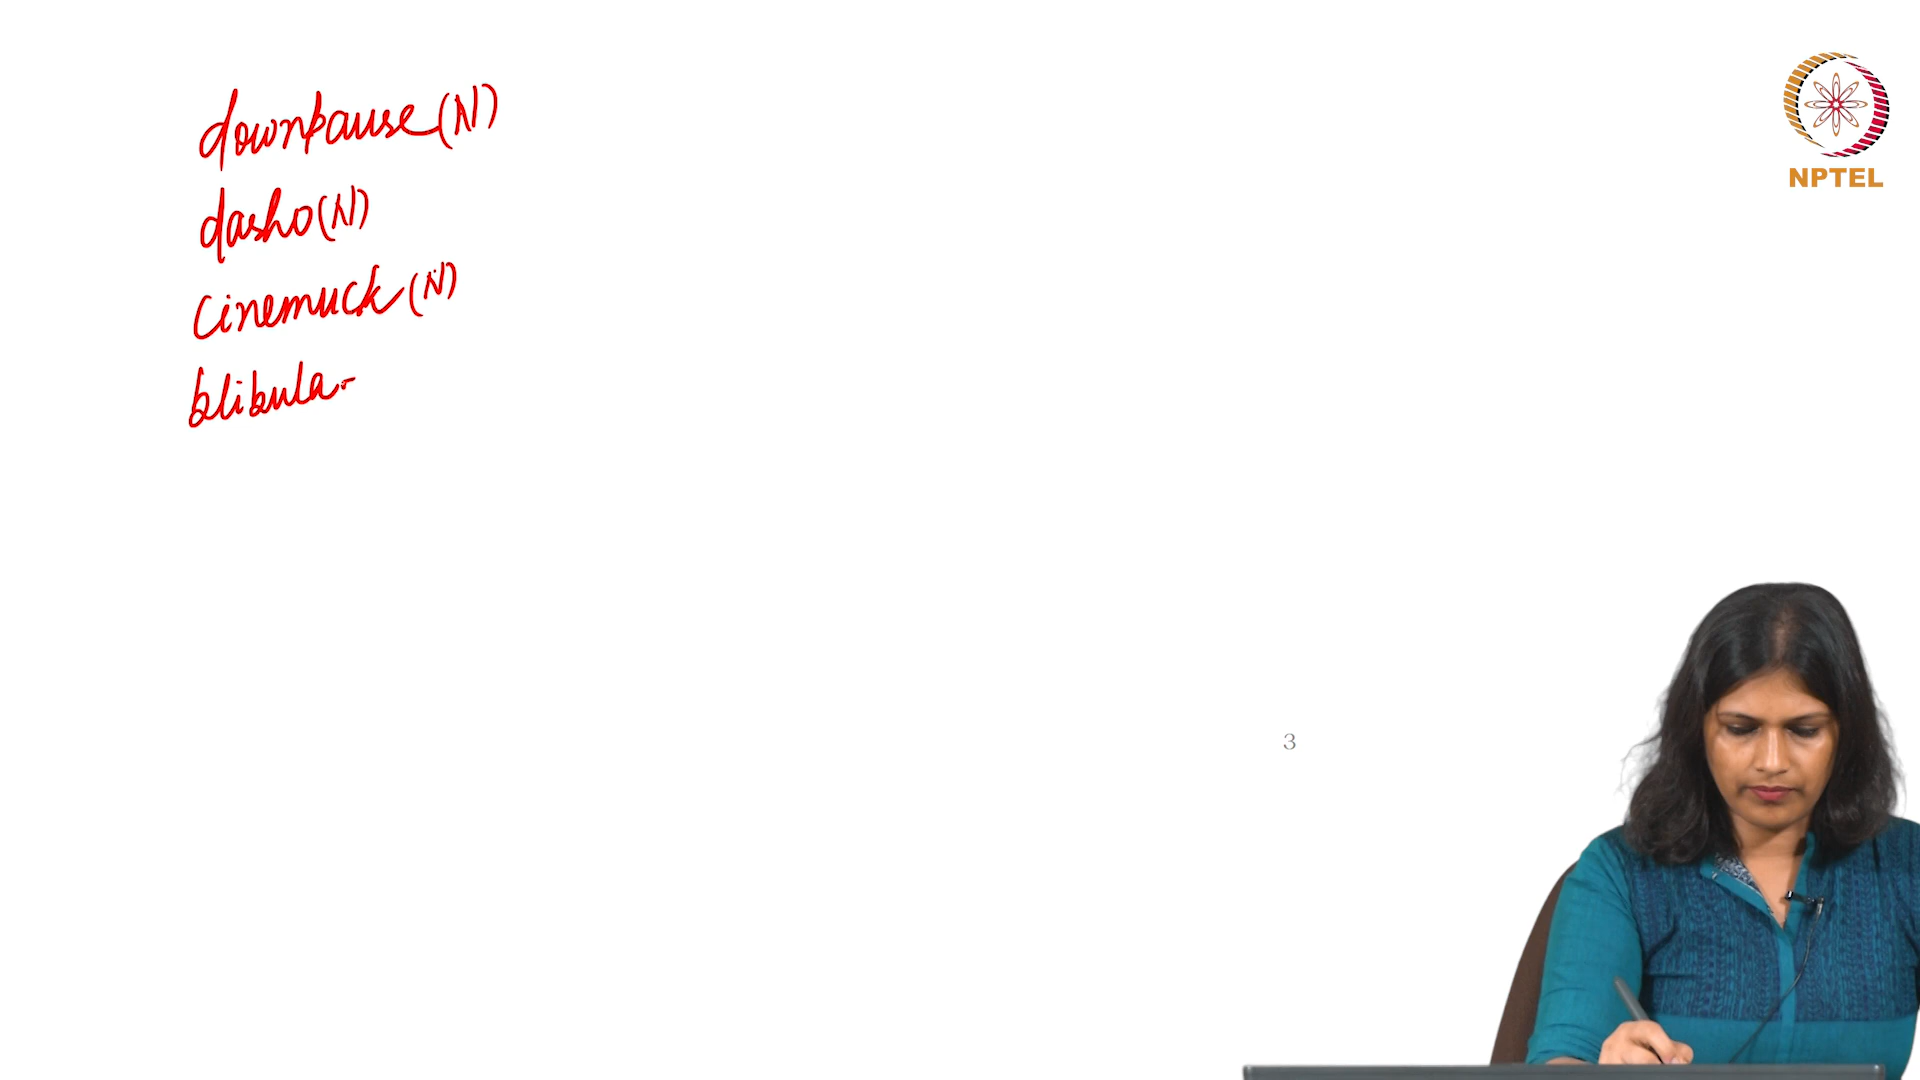 downpause (N)
dasho (N)
cinemuck (N)
blibula
NPTEL
3